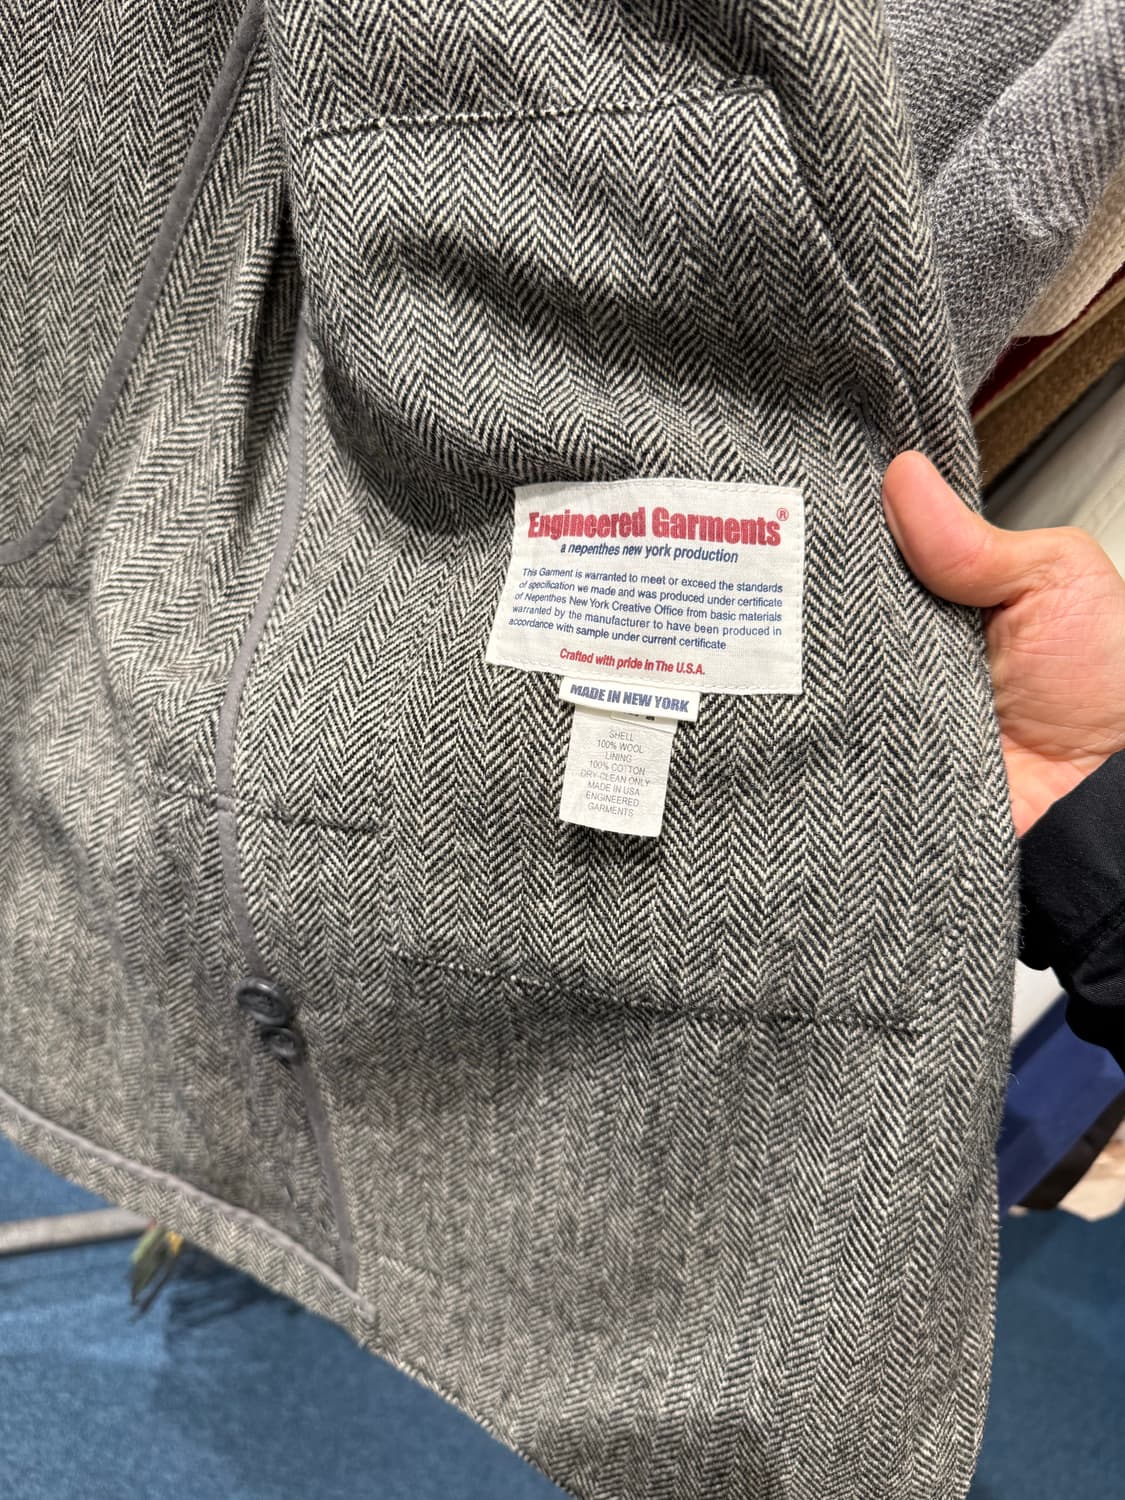 Engineered Garments®
a nepenthes new york production
This Garment is warranted to meet or exceed the standards
of specification we made and was produced under certificate
of Nepenthes New York Creative Office from basic materials
warranted by the manufacturer to have been produced in
accordance with sample under current certificate
Crafted with pride in The U.S.A.
MADE IN NEW YORK
SHELL
100% WOOL
LINING
100% COTTON
DRY CLEAN ONLY
MADE IN USA
ENGINEERED
GARMENTS